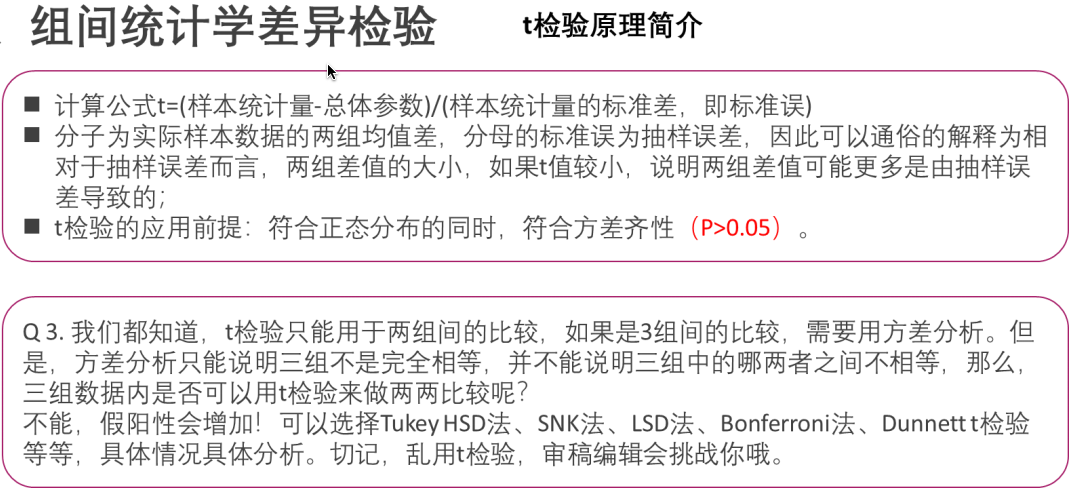 组间统计学差异检验
t检验原理简介
■ 计算公式t=(样本统计量-总体参数)/(样本统计量的标准差，即标准误)
■ 分子为实际样本数据的两组均值差，分母的标准误为抽样误差，因此可以通俗的解释为相
对于抽样误差而言，两组差值的大小，如果t值较小，说明两组差值可能更多是由抽样误
差导致的；
■ t检验的应用前提：符合正态分布的同时，符合方差齐性（P>0.05）。
Q 3. 我们都知道，t检验只能用于两组间的比较，如果是3组间的比较，需要用方差分析。但
是，方差分析只能说明三组不是完全相等，并不能说明三组中的哪两者之间不相等，那么，
三组数据内是否可以用t检验来做两两比较呢？
不能，假阳性会增加！可以选择Tukey HSD法、SNK法、LSD法、Bonferroni法、Dunnett t检验
等等，具体情况具体分析。切记，乱用t检验，审稿编辑会挑战你哦。